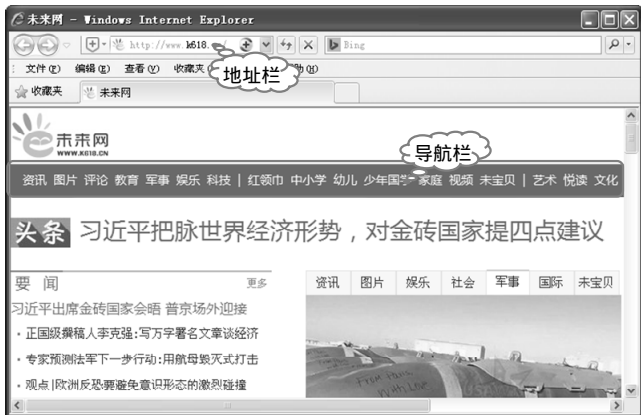 未来网 - Windows Internet Explorer
http://www.k618.
Bing
文件(F) 编辑(E) 查看(V) 收藏夹 助(H)
地址栏
收藏夹 未来网
未来网
WWW.K618.CN
导航栏
资讯 图片 评论 教育 军事 娱乐 科技 | 红领巾 中小学 幼儿 少年国学 家庭 视频 未宝贝 | 艺术 悦读 文化
头条 习近平把脉世界经济形势，对金砖国家提四点建议
要闻 更多
资讯 图片 娱乐 社会 军事 国际 未宝贝
习近平出席金砖国家会晤 普京场外迎接
· 正国级撰稿人李克强:写万字署名文章谈经济
· 专家预测法军下一步行动:用航母毁灭式打击
· 观点|欧洲反恐要避免意识形态的激烈碰撞
From Paris
With Love